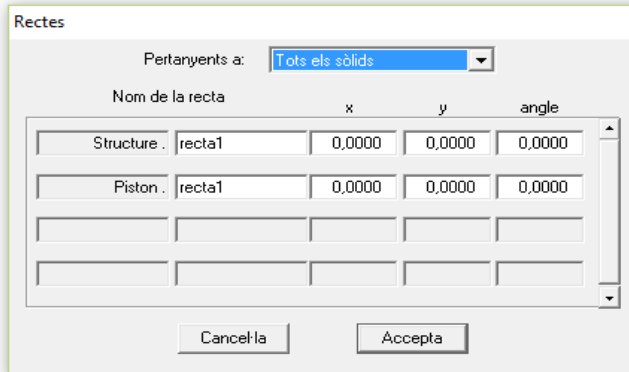 Rectes
Pertanyents a: Tots els sòlids
Nom de la recta x y angle
Structure . recta1 0,0000 0,0000 0,0000
Piston . recta1 0,0000 0,0000 0,0000
Cancel·la Accepta